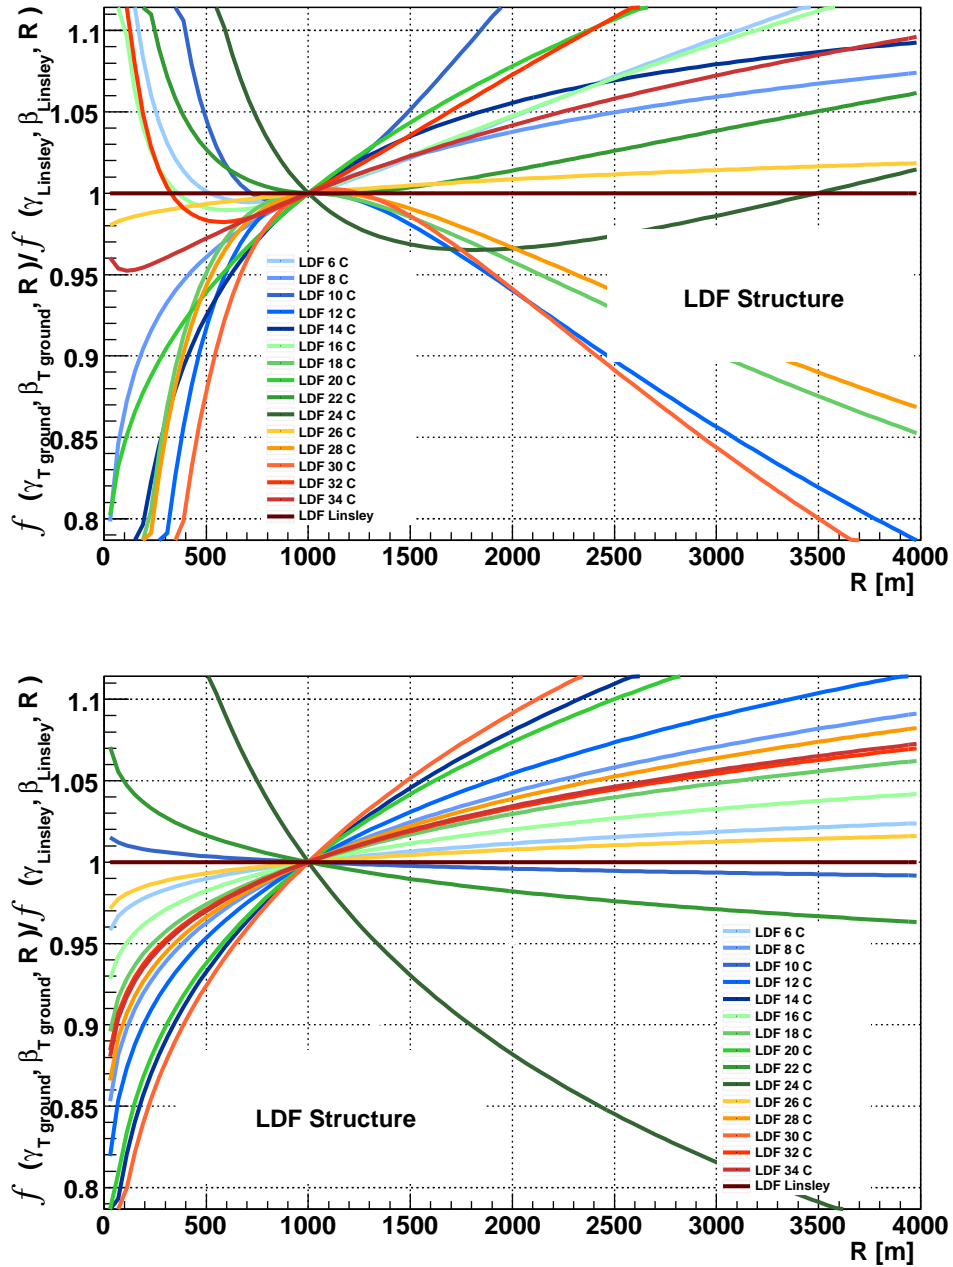 f (γT ground, βT ground, R )/f (γLinsley, βLinsley, R )
1.1
1.05
1
0.95
0.9
0.85
0.8
LDF 6 C
LDF 8 C
LDF 10 C
LDF 12 C
LDF 14 C
LDF 16 C
LDF 18 C
LDF 20 C
LDF 22 C
LDF 24 C
LDF 26 C
LDF 28 C
LDF 30 C
LDF 32 C
LDF 34 C
LDF Linsley
LDF Structure
0 500 1000 1500 2000 2500 3000 3500 4000
R [m]
f (γT ground, βT ground, R )/f (γLinsley, βLinsley, R )
1.1
1.05
1
0.95
0.9
0.85
0.8
LDF Structure
LDF 6 C
LDF 8 C
LDF 10 C
LDF 12 C
LDF 14 C
LDF 16 C
LDF 18 C
LDF 20 C
LDF 22 C
LDF 24 C
LDF 26 C
LDF 28 C
LDF 30 C
LDF 32 C
LDF 34 C
LDF Linsley
0 500 1000 1500 2000 2500 3000 3500 4000
R [m]